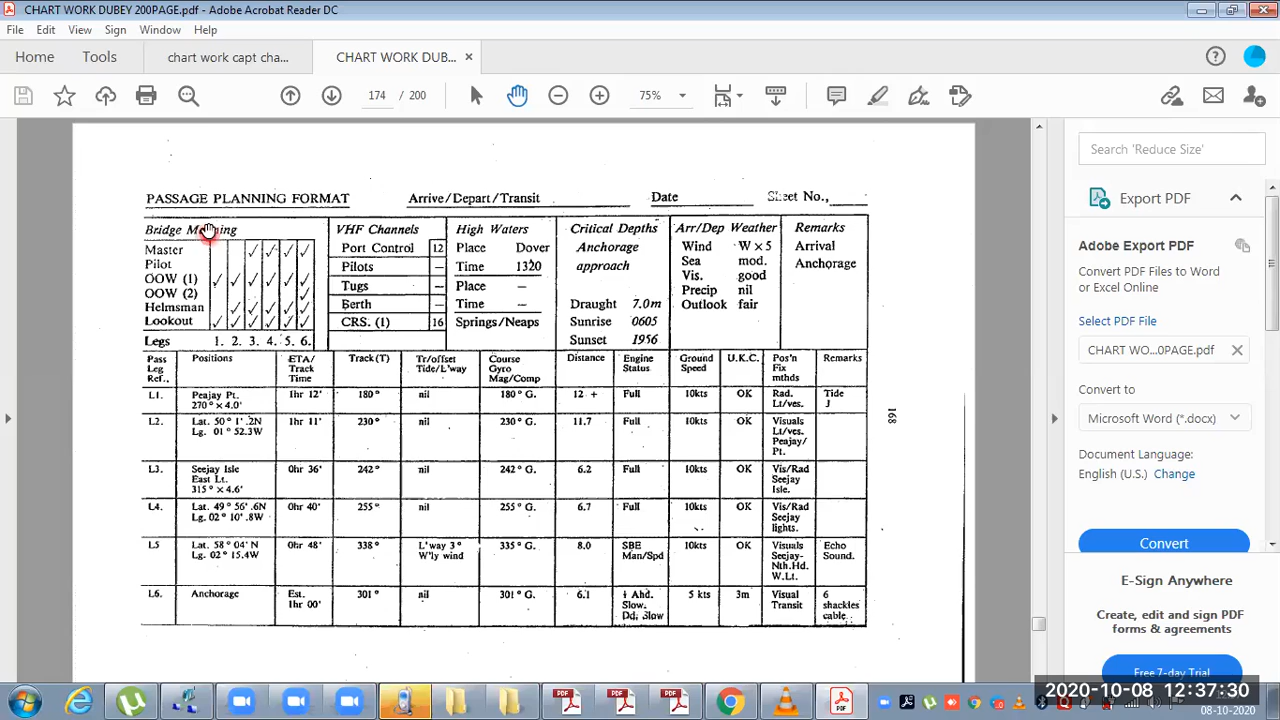 CHART WORK DUBEY 200PAGE.pdf - Adobe Acrobat Reader DC
File Edit View Sign Window Help
Home Tools chart work capt cha... CHART WORK DUB... ×
174 / 200 75%
Search 'Reduce Size'
Export PDF
Adobe Export PDF
Convert PDF Files to Word
or Excel Online
Select PDF File
CHART WO...0PAGE.pdf
Convert to
Microsoft Word (*.docx)
Document Language:
English (U.S.) Change
Convert
E-Sign Anywhere
Create, edit and sign PDF
forms & agreements
Free 7-day Trial
PASSAGE PLANNING FORMAT Arrive/Depart/Transit Date Sheet No.,
Bridge Manning
Master ✓ ✓ ✓ ✓
Pilot
OOW (1) ✓ ✓ ✓ ✓ ✓ ✓
OOW (2) ✓
Helmsman ✓ ✓ ✓ ✓ ✓
Lookout ✓ ✓ ✓ ✓ ✓ ✓
Legs 1. 2. 3. 4. 5. 6.
VHF Channels
Port Control 12
Pilots –
Tugs –
Berth –
CRS. (1) 16
High Waters
Place Dover
Time 1320
Place –
Time –
Springs/Neaps
Critical Depths
Anchorage
approach
Draught 7.0m
Sunrise 0605
Sunset 1956
Arr/Dep Weather
Wind W × 5
Sea mod.
Vis. good
Precip nil
Outlook fair
Remarks
Arrival
Anchorage
Pass Leg Ref., Positions ETA/ Track Time Track(T) Tr/offset Tide/L'way Course Gyro Mag/Comp Distance Engine Status Ground Speed U.K.C. Pos'n Fix mthds Remarks
L1. Peajay Pt. 270° × 4.0' 1hr 12' 180° nil 180° G. 12 + Full 10kts OK Rad. Lt/ves. Tide J
L2. Lat. 50° 1'.2N Lg. 01° 52.3W 1hr 11' 230° nil 230° G. 11.7 Full 10kts OK Visuals Lt/ves. Peajay/ Pt.
L3. Seejay Isle East Lt. 315° × 4.6' 0hr 36' 242° nil 242° G. 6.2 Full 10kts OK Vis/Rad Seejay Isle.
L4. Lat. 49° 56'.6N Lg. 02° 10'.8W 0hr 40' 255° nil 255° G. 6.7 Full 10kts OK Vis/Rad Seejay lights.
L5 Lat. 58° 04' N Lg. 02° 15.4W 0hr 48' 338° L'way 3° W'ly wind 335° G. 8.0 SBE Man/Spd 10kts OK Visuals Seejay- Nth.Hd. W.Lt. Echo Sound.
L6. Anchorage Est. 1hr 00' 301° nil 301° G. 6.1 Ahd. Slow. Dd; Slow 5 kts 3m Visual Transit 6 shackles cable.
168
2020-10-08 12:37:30
08-10-2020